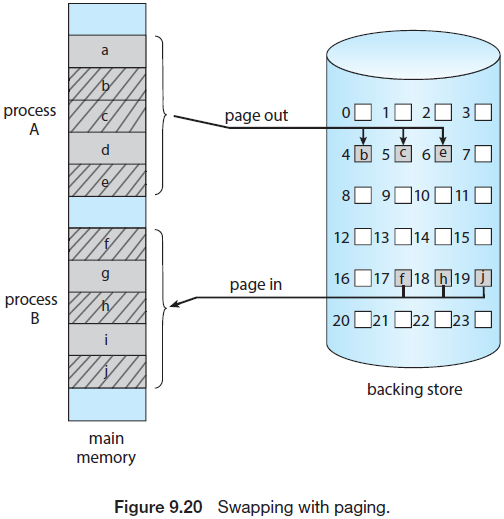 a
b
c
d
e
process
A
f
g
h
i
j
process
B
main
memory
page out
page in
0 1 2 3
4 b 5 c 6 e 7
8 9 10 11
12 13 14 15
16 17 f 18 h 19 j
20 21 22 23
backing store
Figure 9.20 Swapping with paging.